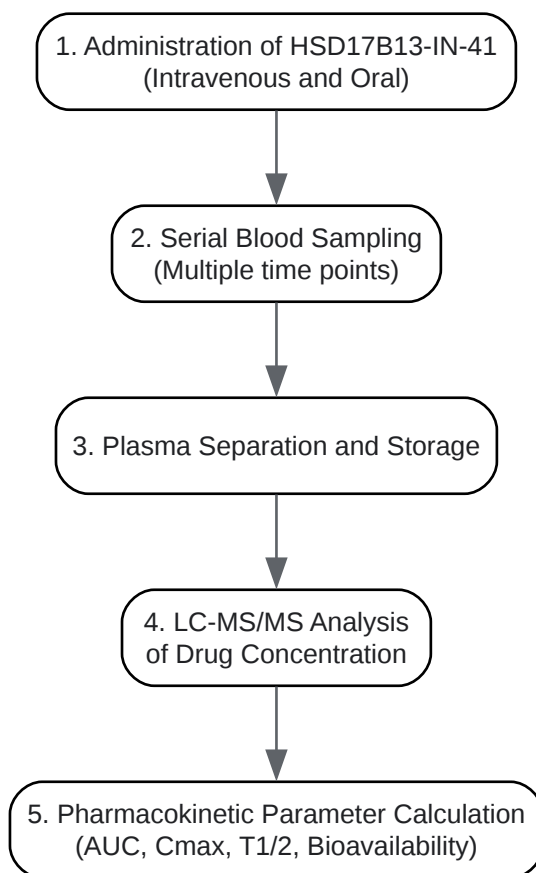 1. Administration of HSD17B13-IN-41
(Intravenous and Oral)
2. Serial Blood Sampling
(Multiple time points)
3. Plasma Separation and Storage
4. LC-MS/MS Analysis
of Drug Concentration
5. Pharmacokinetic Parameter Calculation
(AUC, Cmax, T1/2, Bioavailability)